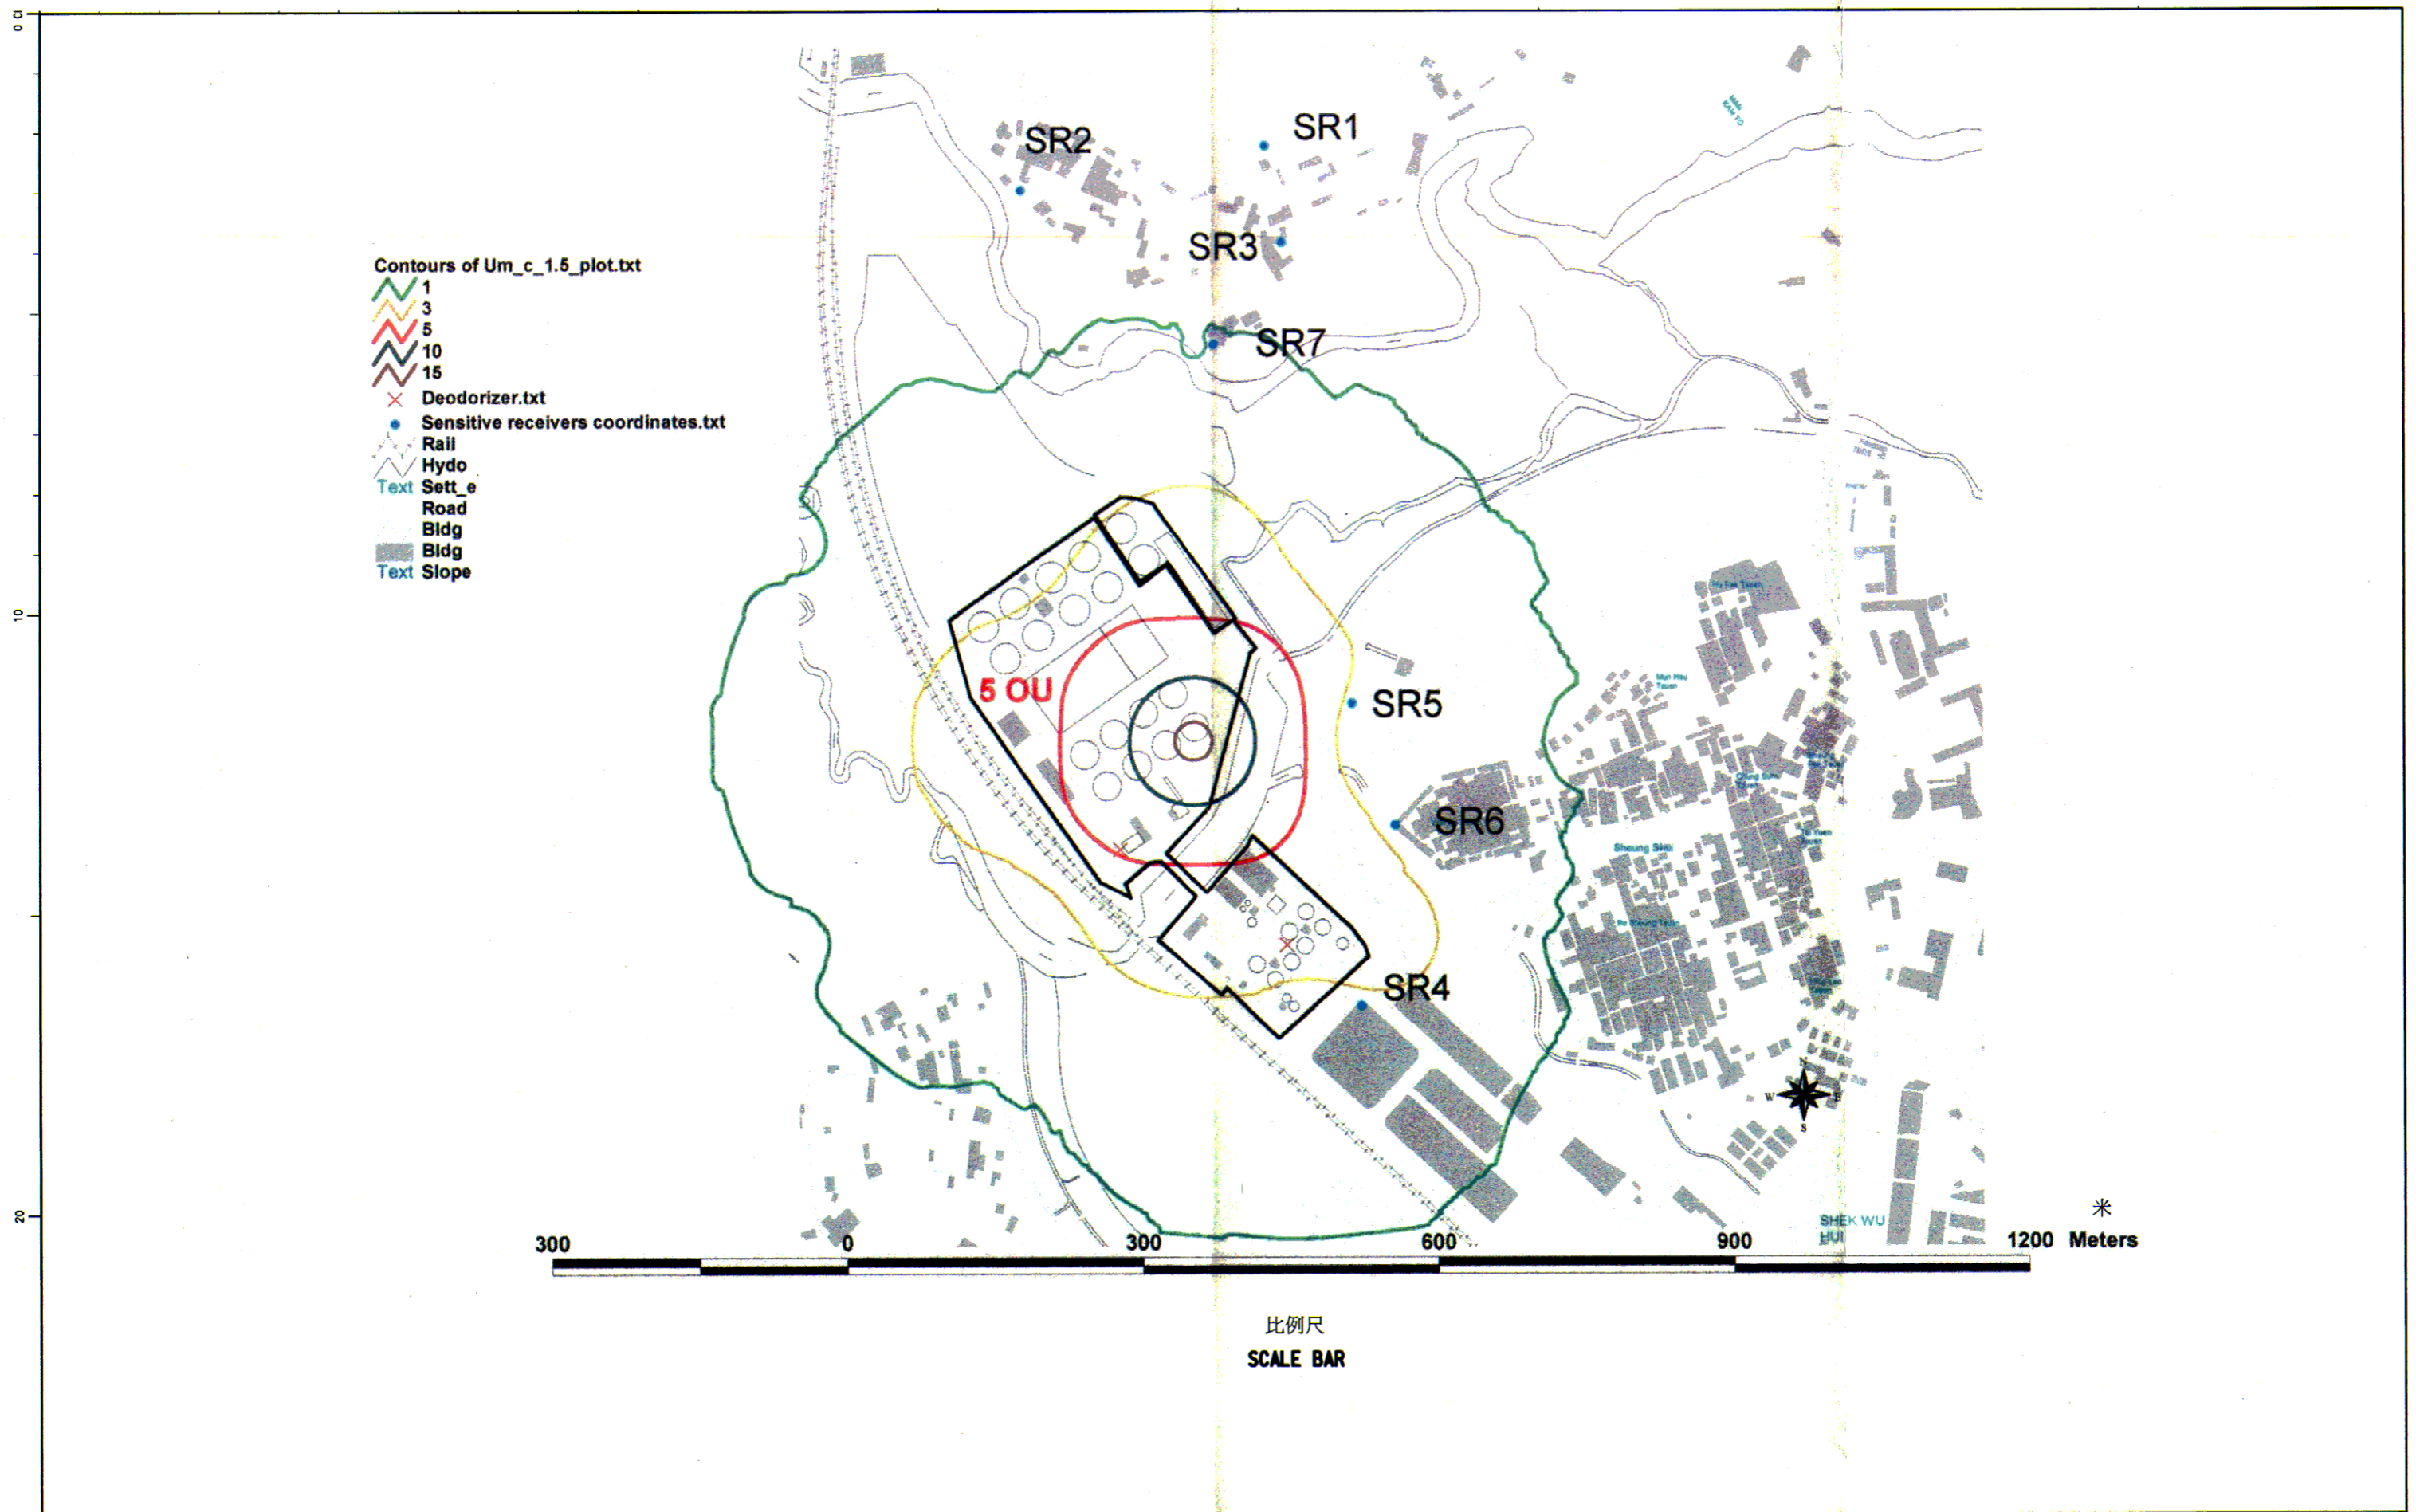 SR1
SR2
SR3
Contours of Um_c_1.5_plot.txt
1
3
5
10
15
Deodorizer.txt
Sensitive receivers coordinates.txt
Rail
Hydo
Text Sett_e
Road
Bldg
Bldg
Text Slope
SR7
10
5 OU
SR5
SR6
Sheung Shui
SR4
N
W
E
S
20
SHEK WU
HUI
米
300 0 300 600 900 1200 Meters
比例尺
SCALE BAR